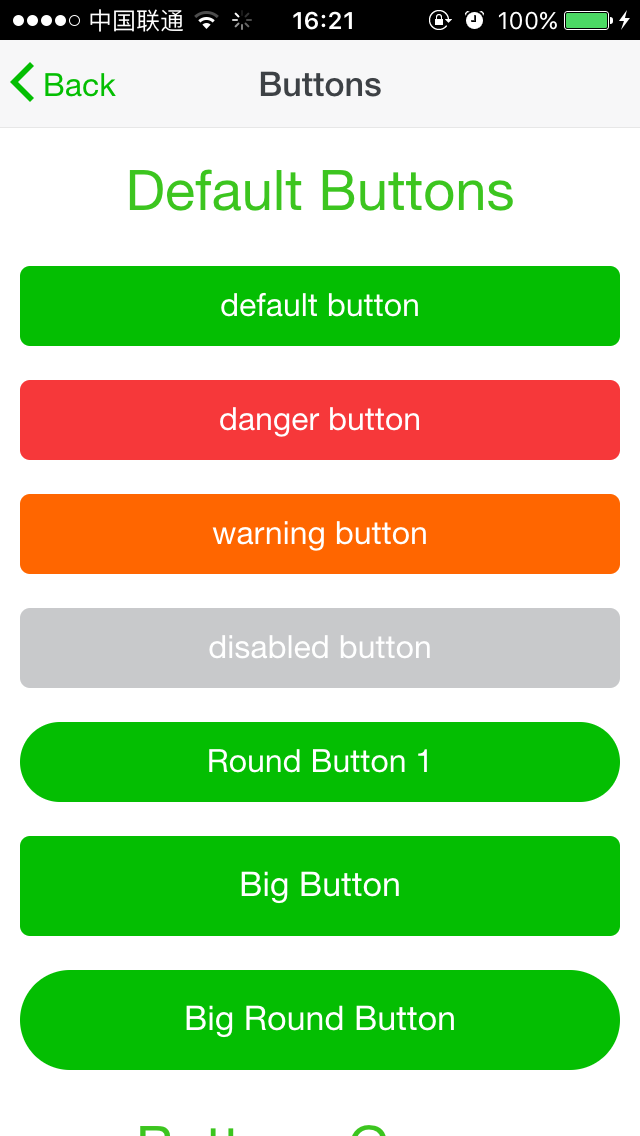 中国联通 16:21 100%
Back Buttons
Default Buttons
default button
danger button
warning button
disabled button
Round Button 1
Big Button
Big Round Button